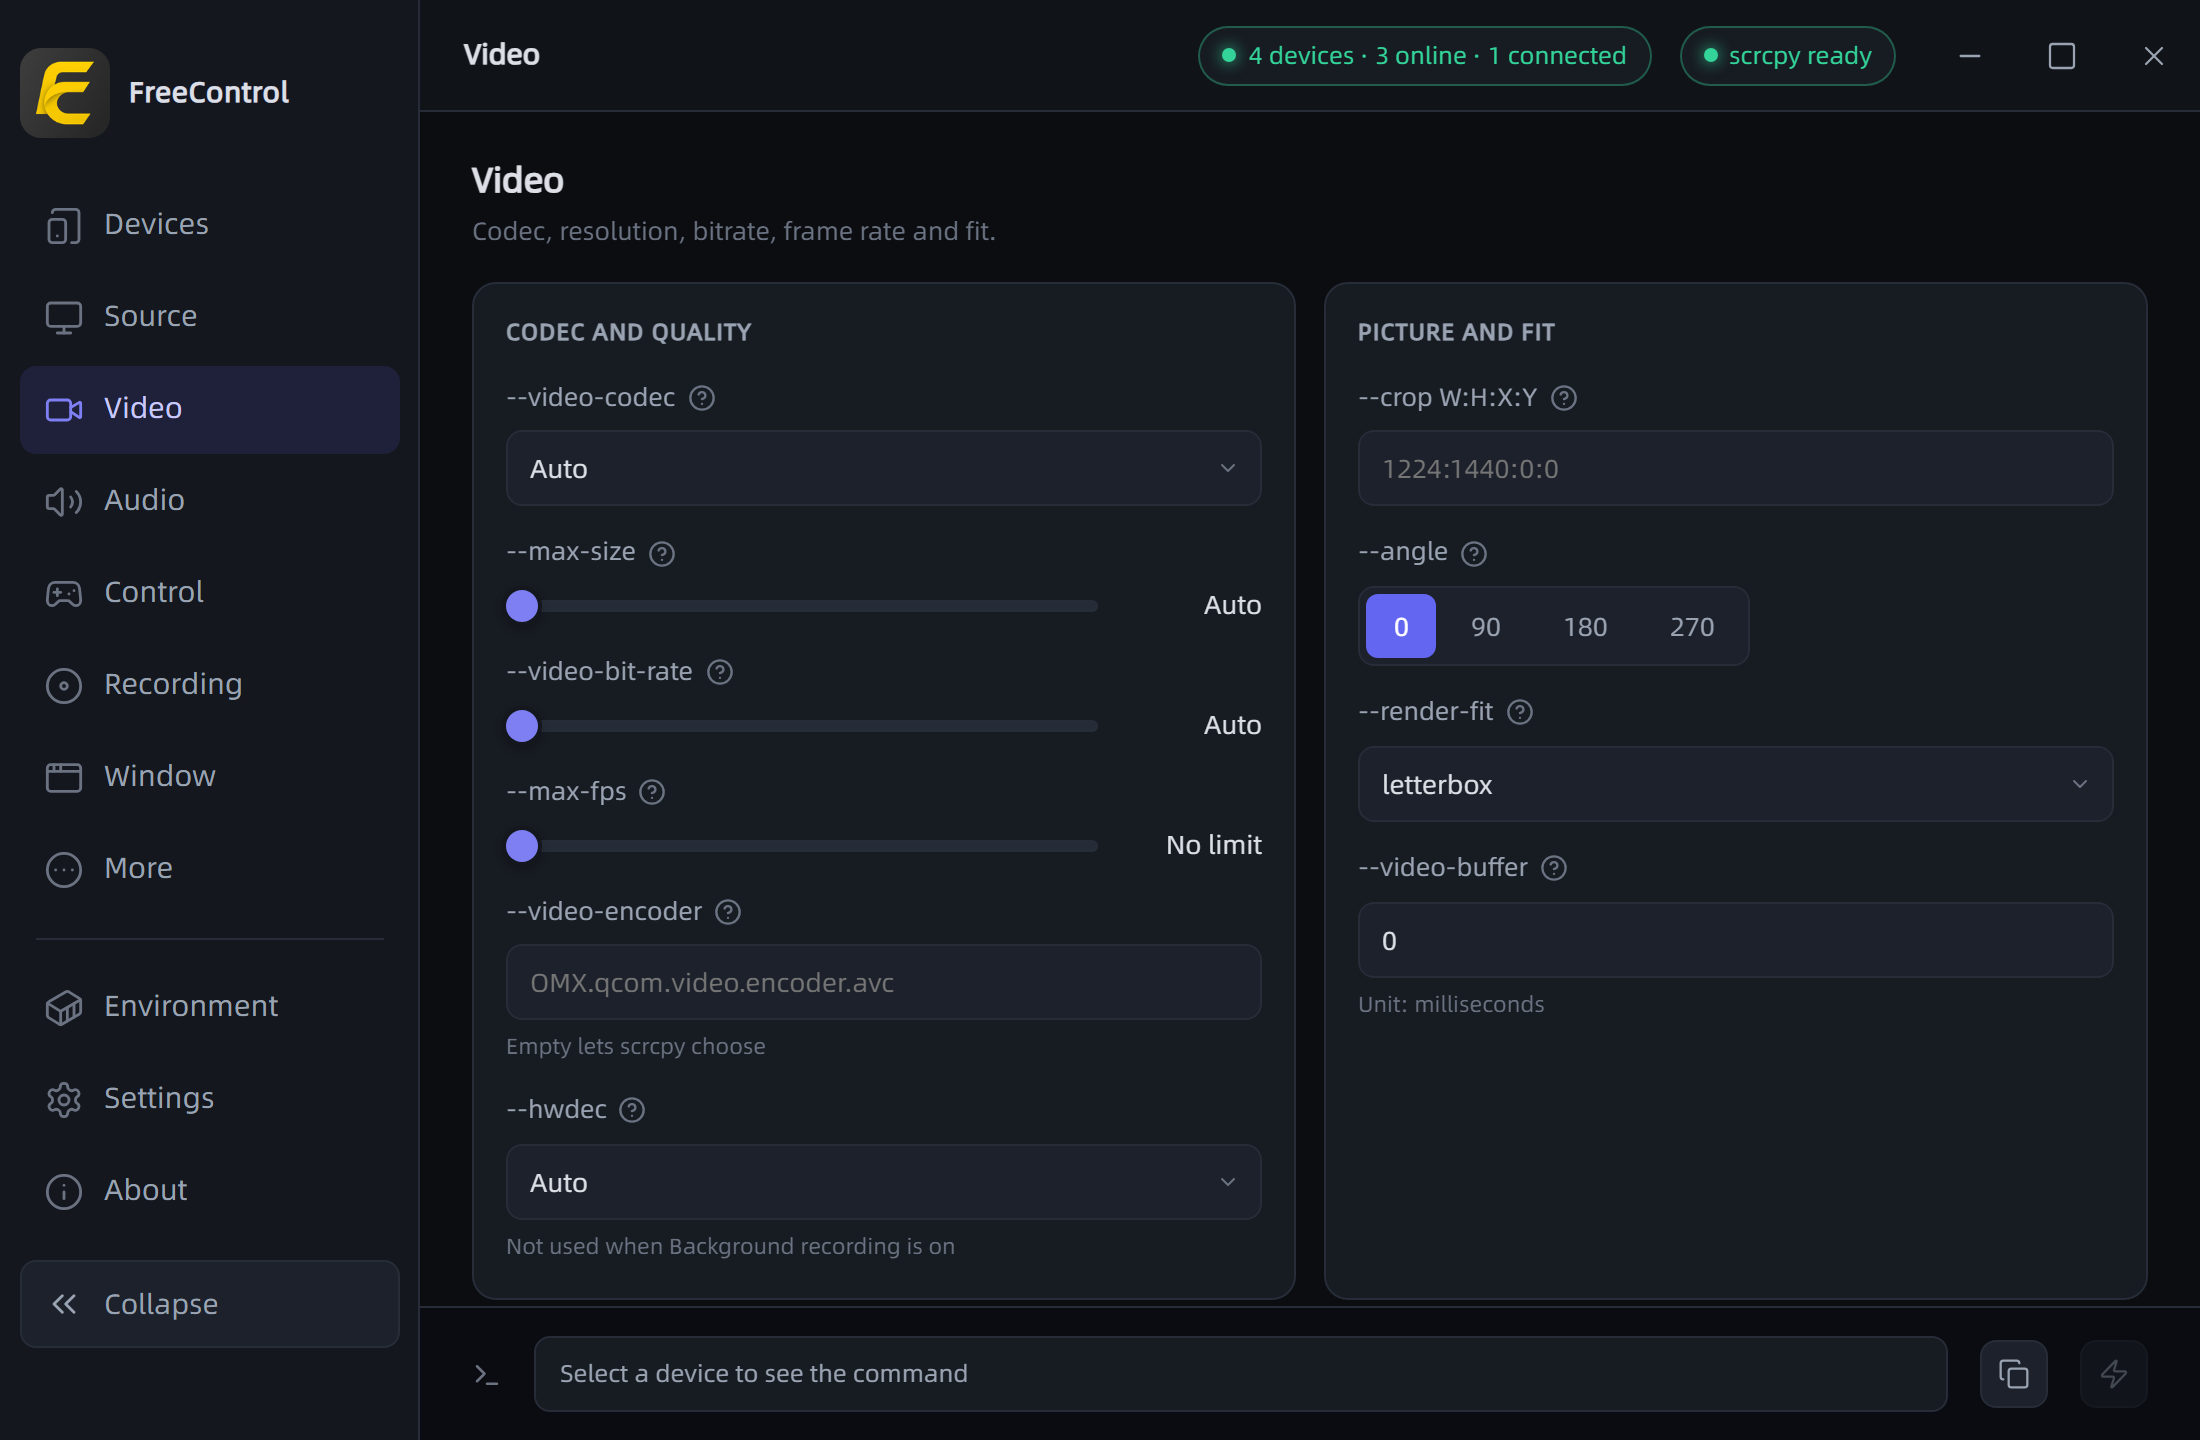 FreeControl
Devices
Source
Video
Audio
Control
Recording
Window
More
Environment
Settings
About
Collapse
Video
4 devices · 3 online · 1 connected
scrcpy ready
Video
Codec, resolution, bitrate, frame rate and fit.
CODEC AND QUALITY
--video-codec
Auto
--max-size
Auto
--video-bit-rate
Auto
--max-fps
No limit
--video-encoder
OMX.qcom.video.encoder.avc
Empty lets scrcpy choose
--hwdec
Auto
Not used when Background recording is on
PICTURE AND FIT
--crop W:H:X:Y
1224:1440:0:0
--angle
0 90 180 270
--render-fit
letterbox
--video-buffer
0
Unit: milliseconds
Select a device to see the command